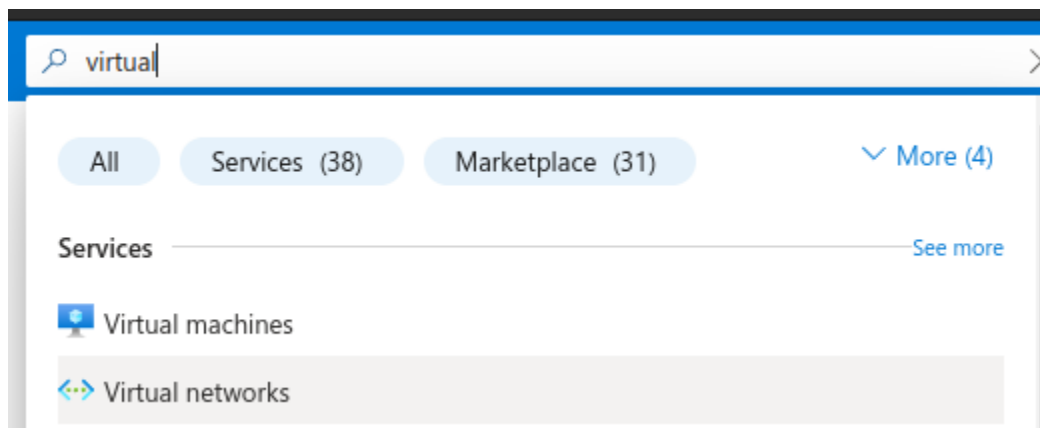 virtual
All Services (38) Marketplace (31) More (4)
Services See more
Virtual machines
Virtual networks